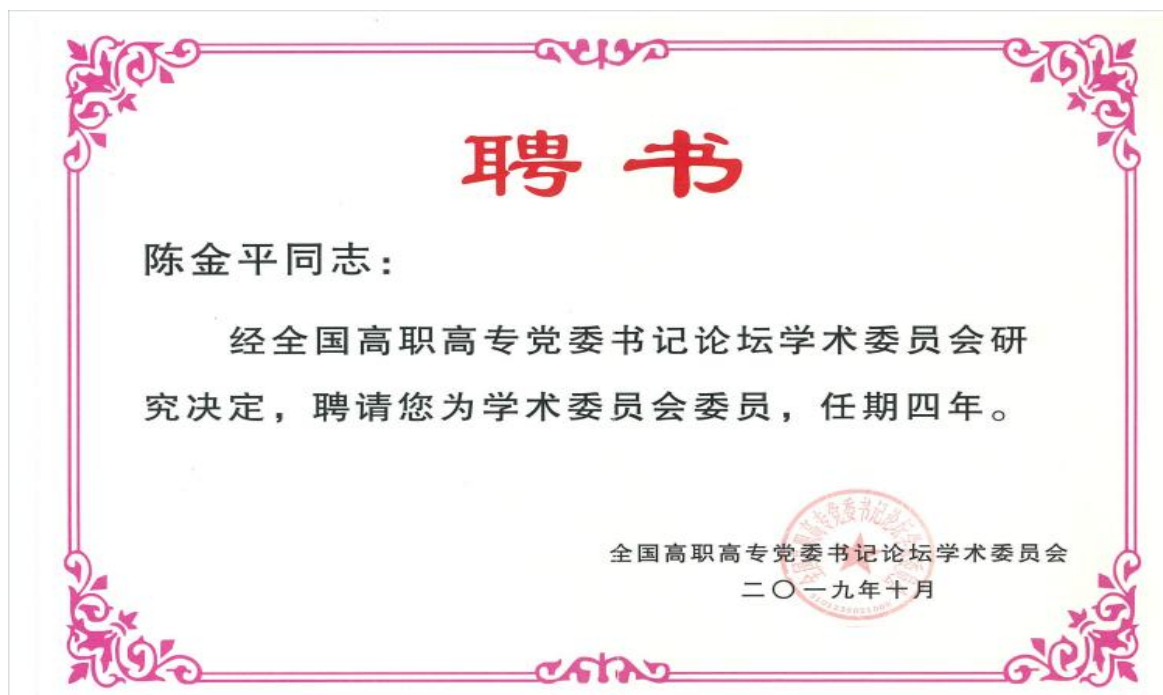 聘书
陈金平同志：
经全国高职高专党委书记论坛学术委员会研
究决定，聘请您为学术委员会委员，任期四年。
全国高职高专党委书记论坛学术委员会
二〇一九年十月